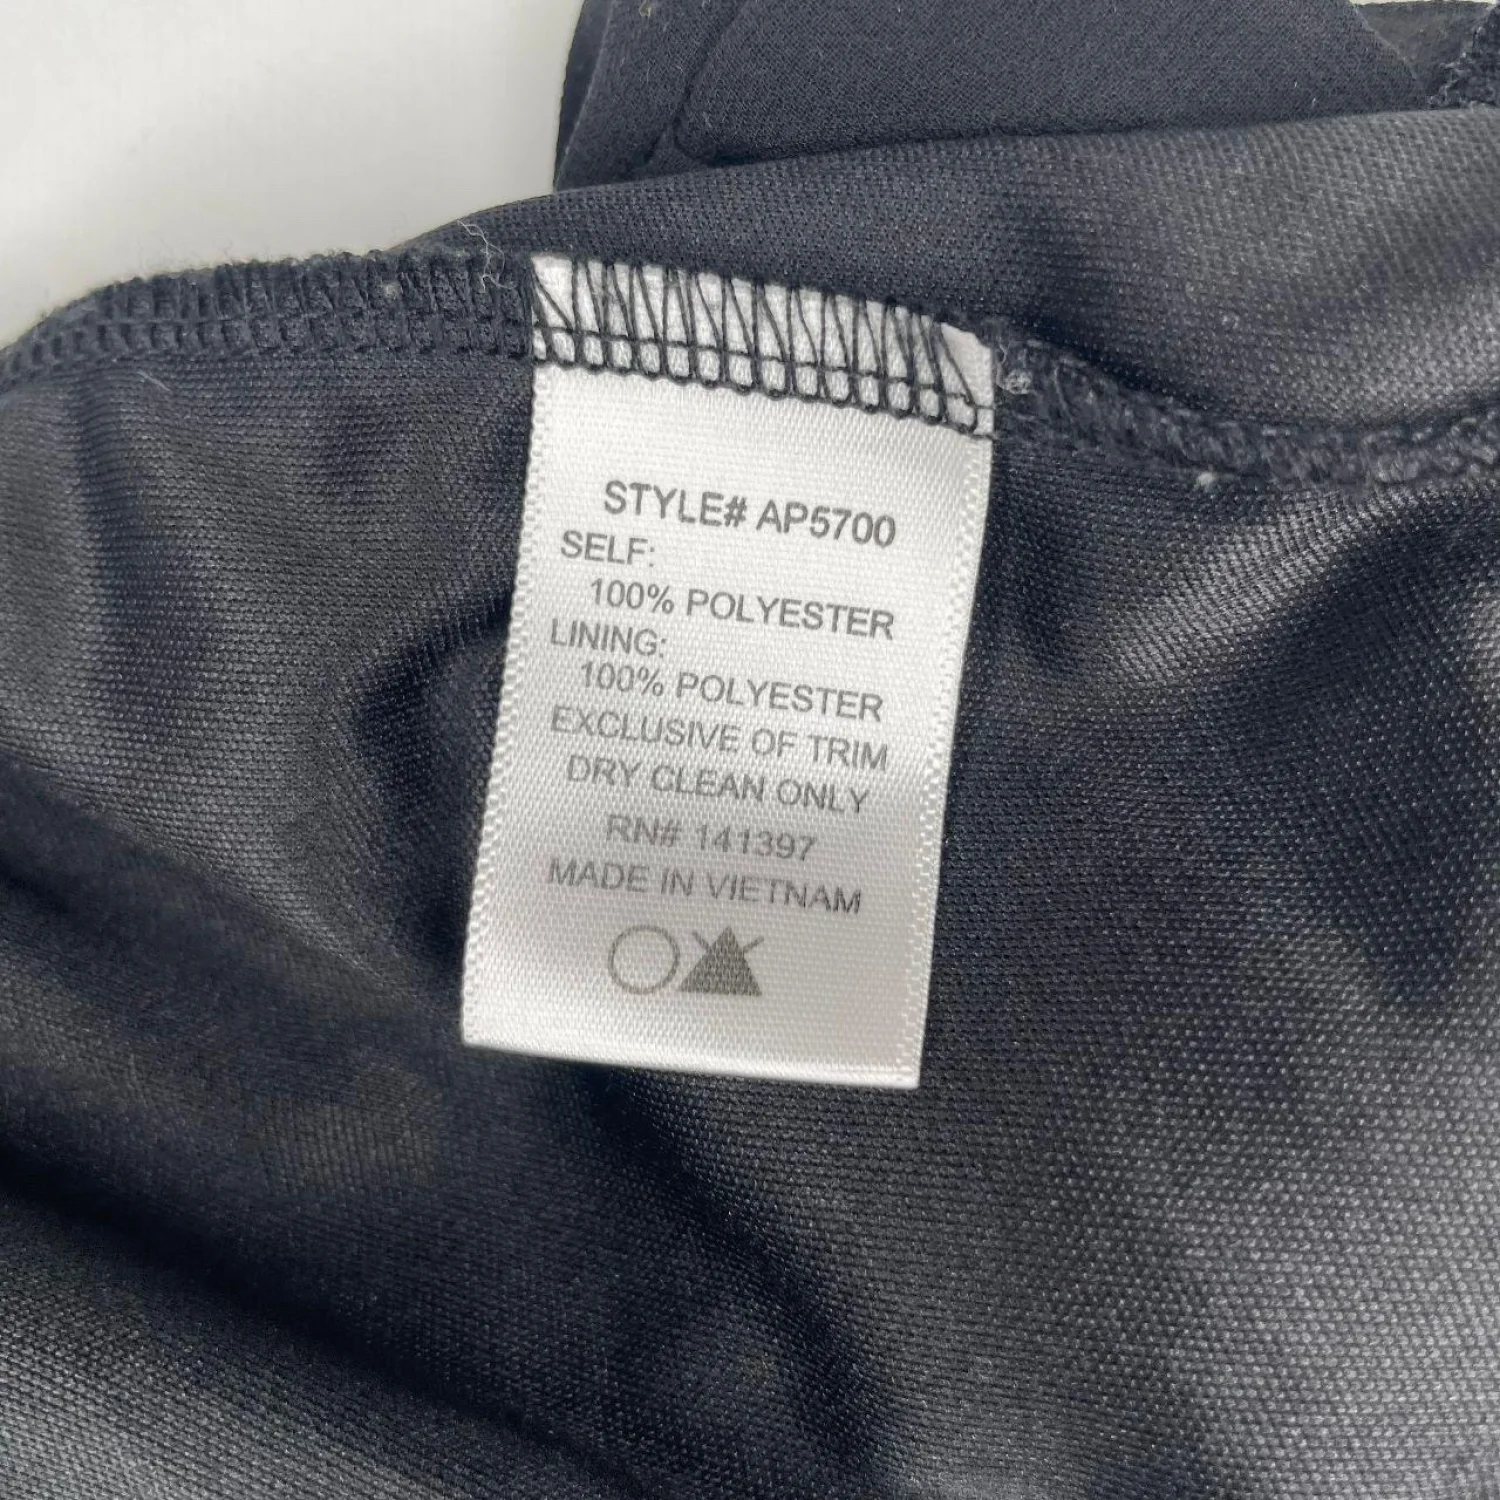 STYLE# AP5700
SELF:
100% POLYESTER
LINING:
100% POLYESTER
EXCLUSIVE OF TRIM
DRY CLEAN ONLY
RN# 141397
MADE IN VIETNAM